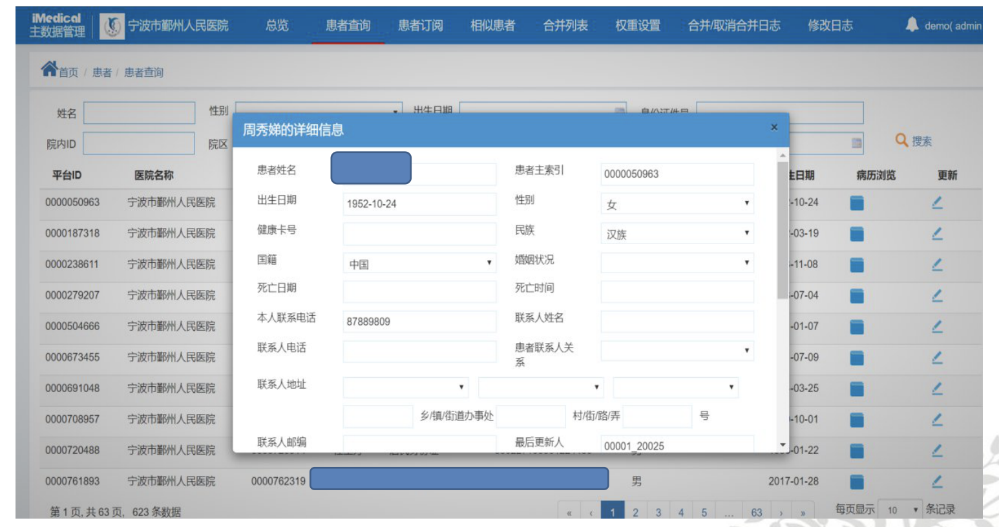 iMedical
主数据管理
宁波市鄞州人民医院 总览 患者查询 患者订阅 相似患者 合并列表 权重设置 合并/取消合并日志 修改日志 demo( admin
首页 / 患者 / 患者查询
姓名 性别 出生日期 身份证件号
院内ID 院区 搜索
周秀娣的详细信息 ×
平台ID 医院名称 生日期 病历浏览 更新
患者姓名 患者主索引 0000050963
0000050963 宁波市鄞州人民医院 -10-24
出生日期 1952-10-24 性别 女
0000187318 宁波市鄞州人民医院 -03-19
健康卡号 民族 汉族
0000238611 宁波市鄞州人民医院 -11-08
国籍 中国 婚姻状况
0000279207 宁波市鄞州人民医院 -07-04
死亡日期 死亡时间
0000504666 宁波市鄞州人民医院 -01-07
本人联系电话 87889809 联系人姓名
0000673455 宁波市鄞州人民医院 -07-09
联系人电话 患者联系人关
系
0000691048 宁波市鄞州人民医院 -03-25
联系人地址
0000708957 宁波市鄞州人民医院 -10-01
乡/镇/街道办事处 村/街/路/弄 号
0000720488 宁波市鄞州人民医院 -01-22
联系人邮编 最后更新人 00001_20025
0000761893 宁波市鄞州人民医院 0000762319 男 2017-01-28
第 1 页, 共 63 页, 623 条数据 « ‹ 1 2 3 4 5 ... 63 › » 每页显示 10 条记录